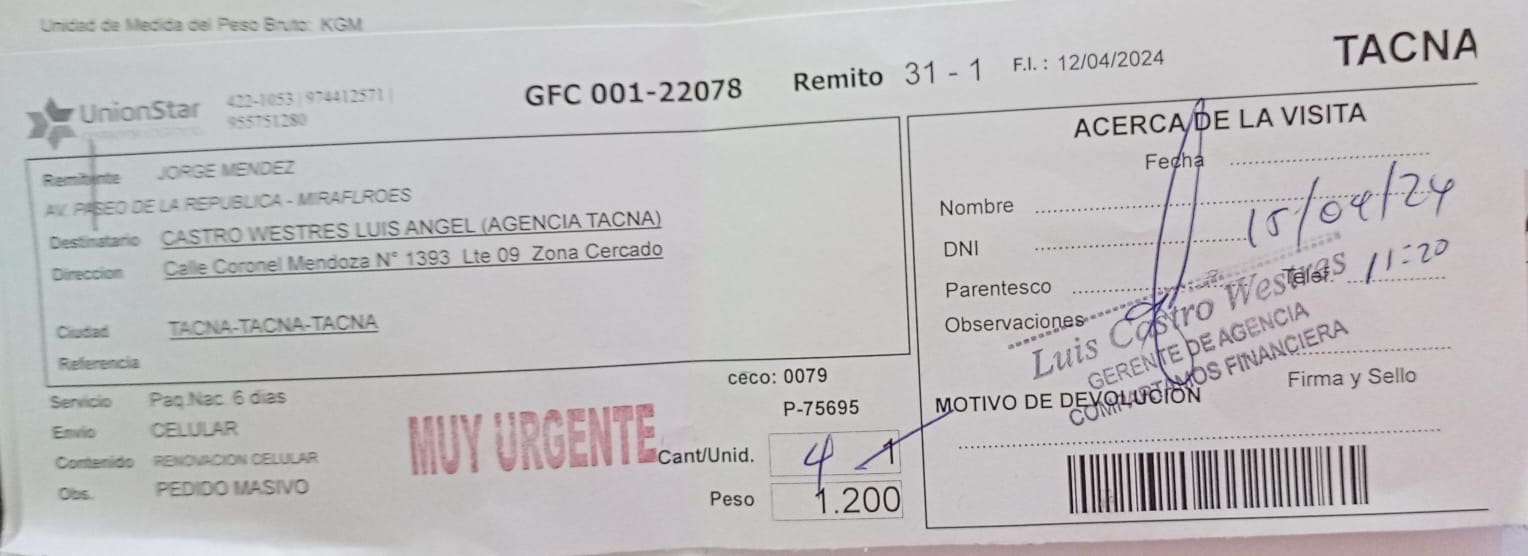 Unidad de Medida del Peso Bruto: KGM
UnionStar
422-1053 | 974412571 |
955751280
GFC 001-22078
Remito 31 - 1
F.I. : 12/04/2024
TACNA
Remitente JORGE MENDEZ
AV. PASEO DE LA REPUBLICA - MIRAFLROES
Destinatario CASTRO WESTRES LUIS ANGEL (AGENCIA TACNA)
Direccion Calle Coronel Mendoza N° 1393 Lte 09 Zona Cercado
Ciudad TACNA-TACNA-TACNA
Referencia
Servicio Paq.Nac. 6 dias
Envio CELULAR
Contenido RENOVACION CELULAR
Obs. PEDIDO MASIVO
MUY URGENTE
ceco: 0079
P-75695
Cant/Unid. 4 1
Peso 1.200
ACERCA DE LA VISITA
Fecha
Nombre
15/04/24
DNI
Parentesco
Telef. 11:20
Observaciones
Luis Castro Westres
GERENTE DE AGENCIA
COMPARTAMOS FINANCIERA
Firma y Sello
MOTIVO DE DEVOLUCIÓN